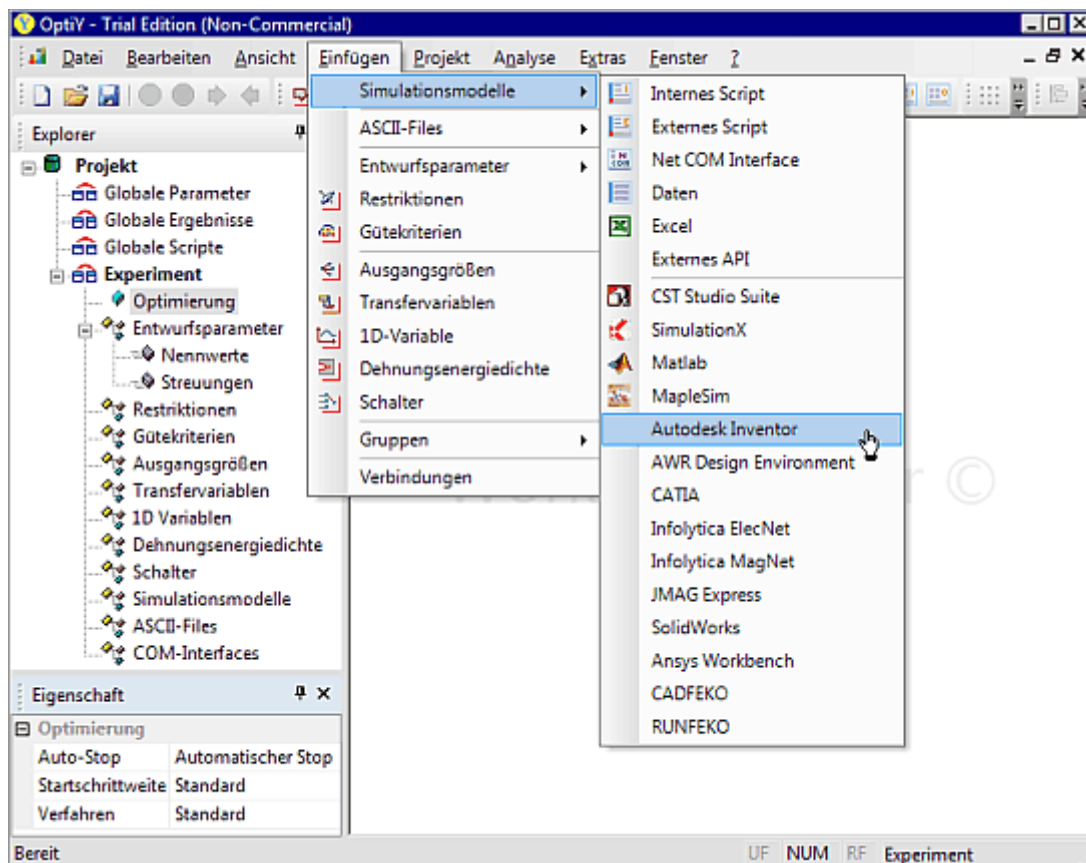 OptiY - Trial Edition (Non-Commercial)
Datei Bearbeiten Ansicht Einfügen Projekt Analyse Extras Fenster ?
Explorer
Projekt
Globale Parameter
Globale Ergebnisse
Globale Scripte
Experiment
Optimierung
Entwurfsparameter
Nennwerte
Streuungen
Restriktionen
Gütekriterien
Ausgangsgrößen
Transfervariablen
1D Variablen
Dehnungsenergiedichte
Schalter
Simulationsmodelle
ASCII-Files
COM-Interfaces
Simulationsmodelle
ASCII-Files
Entwurfsparameter
Restriktionen
Gütekriterien
Ausgangsgrößen
Transfervariablen
1D-Variable
Dehnungsenergiedichte
Schalter
Gruppen
Verbindungen
Internes Script
Externes Script
Net COM Interface
Daten
Excel
Externes API
CST Studio Suite
SimulationX
Matlab
MapleSim
Autodesk Inventor
AWR Design Environment
CATIA
Infolytica ElecNet
Infolytica MagNet
JMAG Express
SolidWorks
Ansys Workbench
CADFEKO
RUNFEKO
©
Eigenschaft
Optimierung
Auto-Stop Automatischer Stop
Startschrittweite Standard
Verfahren Standard
Bereit UF NUM RF Experiment